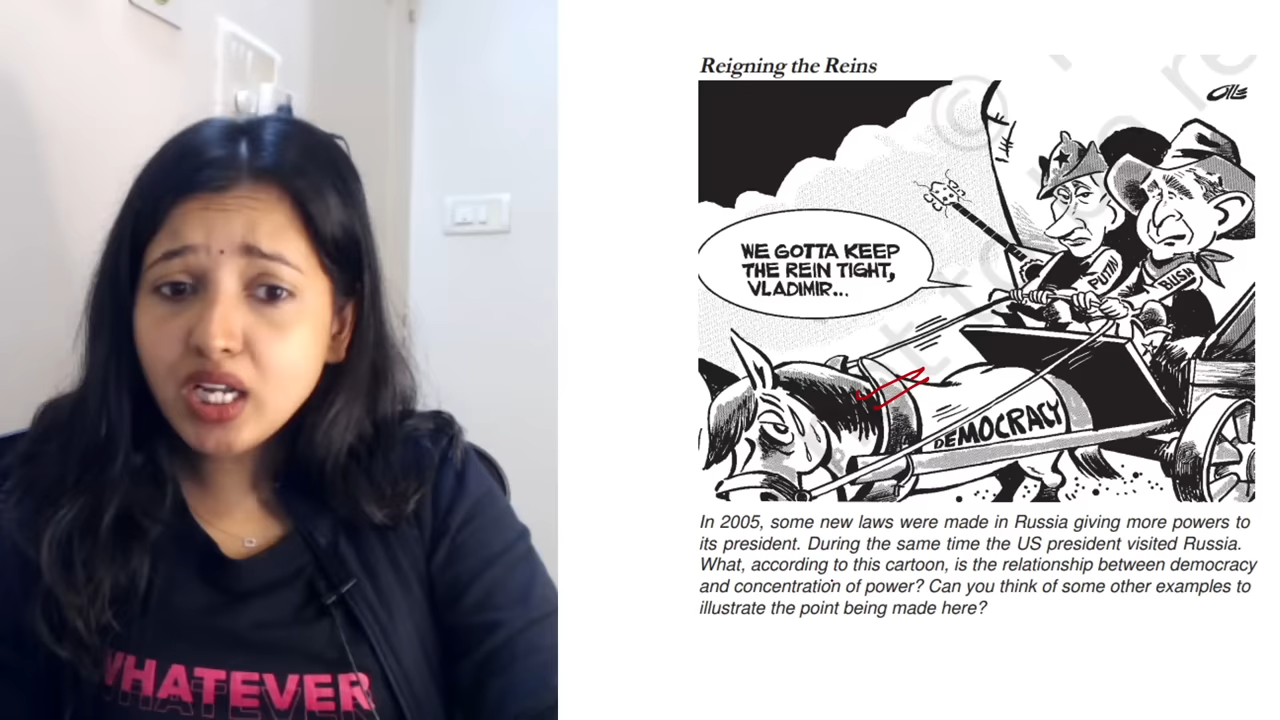 Reigning the Reins
WE GOTTA KEEP
THE REIN TIGHT,
VLADIMIR...
PUTIN
BUSH
DEMOCRACY
In 2005, some new laws were made in Russia giving more powers to
its president. During the same time the US president visited Russia.
What, according to this cartoon, is the relationship between democracy
and concentration of power? Can you think of some other examples to
illustrate the point being made here?
WHATEVER